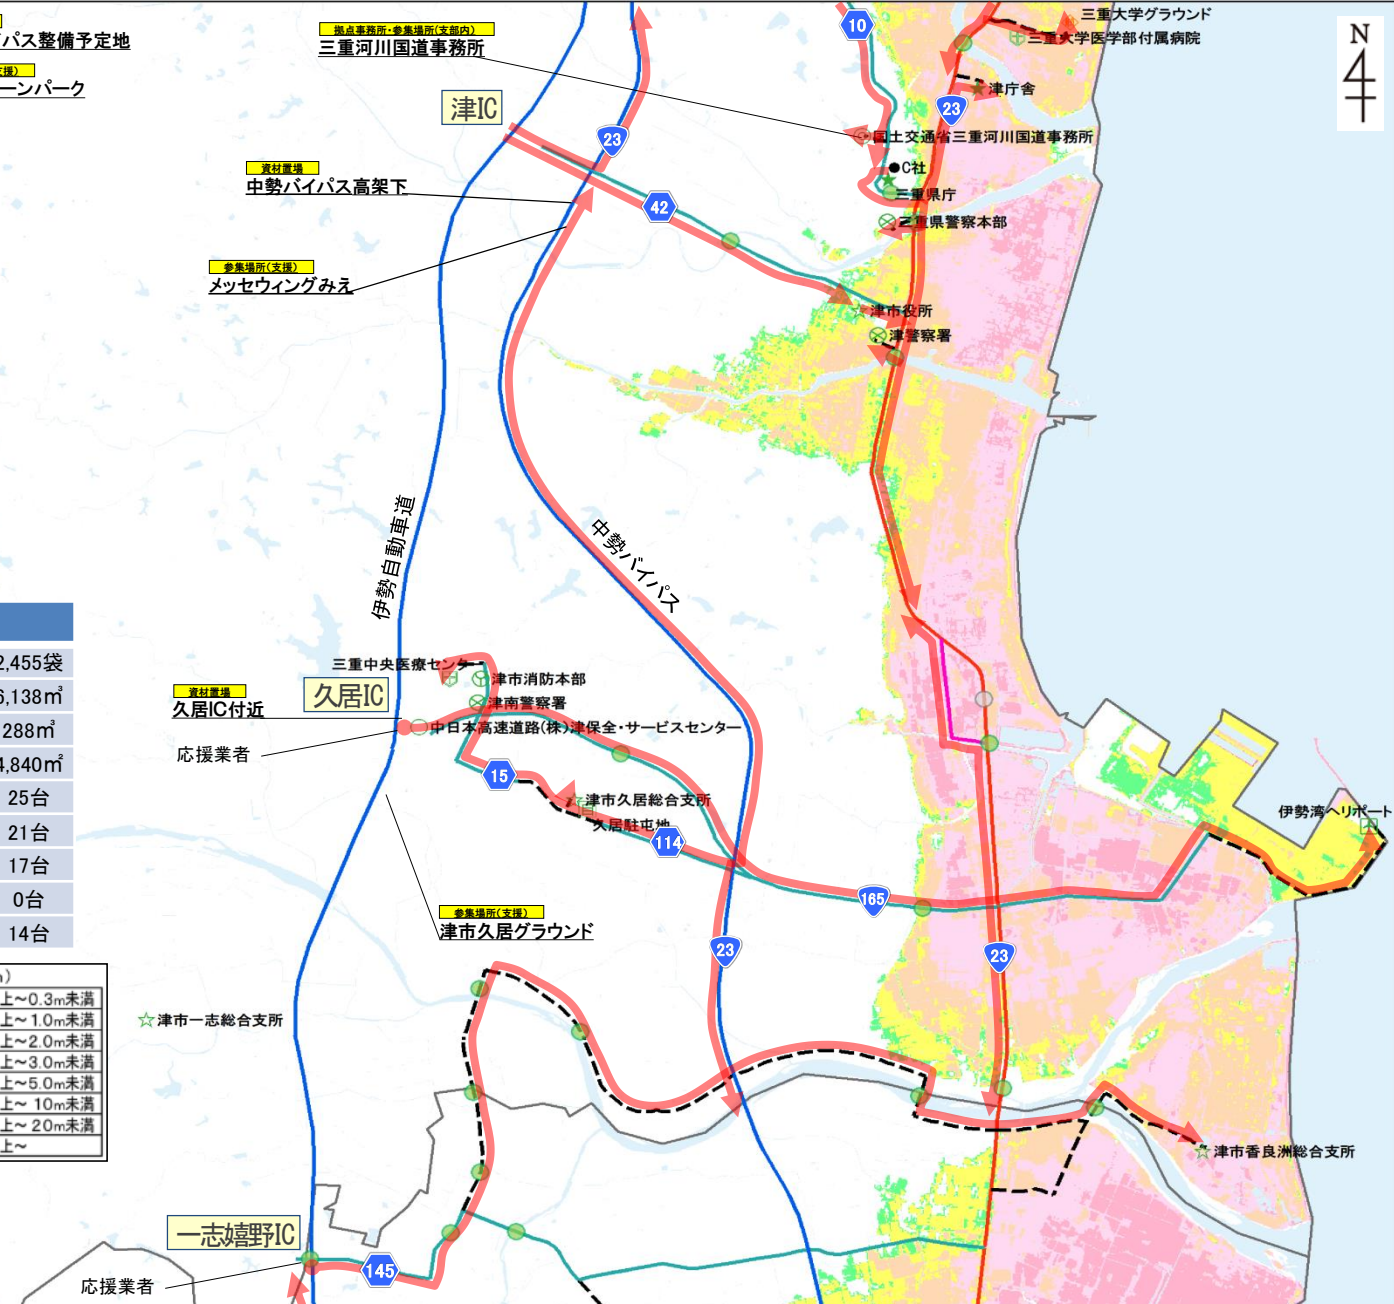 パス整備予定地
支援）
ーンパーク
拠点事務所・参集場所(支部内)
三重河川国道事務所
10
三重大学グラウンド
三重大学医学部付属病院
N
津IC
23
23
津庁舎
国土交通省三重河川国道事務所
C社
資材置場
中勢バイパス高架下
三重県庁
42
三重県警察本部
参集場所(支援)
メッセウィングみえ
津市役所
津警察署
伊勢自動車道
中勢バイパス
2,455袋
6,138㎡
288㎡
4,840㎡
25台
21台
17台
0台
14台
三重中央医療センター
津市消防本部
久居IC
資材置場
久居IC付近
津南警察署
中日本高速道路(株)津保全・サービスセンター
応援業者
15
津市久居総合支所
久居駐屯地
114
伊勢湾ヘリポート
165
参集場所(支援)
津市久居グラウンド
23
23
上～0.3m未満
上～1.0m未満
上～2.0m未満
上～3.0m未満
上～5.0m未満
上～10m未満
上～20m未満
上～
津市一志総合支所
津市香良洲総合支所
一志嬉野IC
145
応援業者